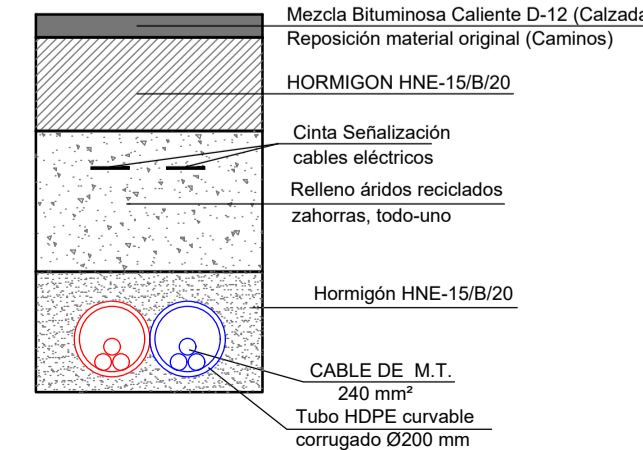 Mezcla Bituminosa Caliente D-12 (Calzada
Reposición material original (Caminos)
HORMIGON HNE-15/B/20
Cinta Señalización
cables eléctricos
Relleno áridos reciclados
zahorras, todo-uno
Hormigón HNE-15/B/20
CABLE DE M.T.
240 mm²
Tubo HDPE curvable
corrugado Ø200 mm